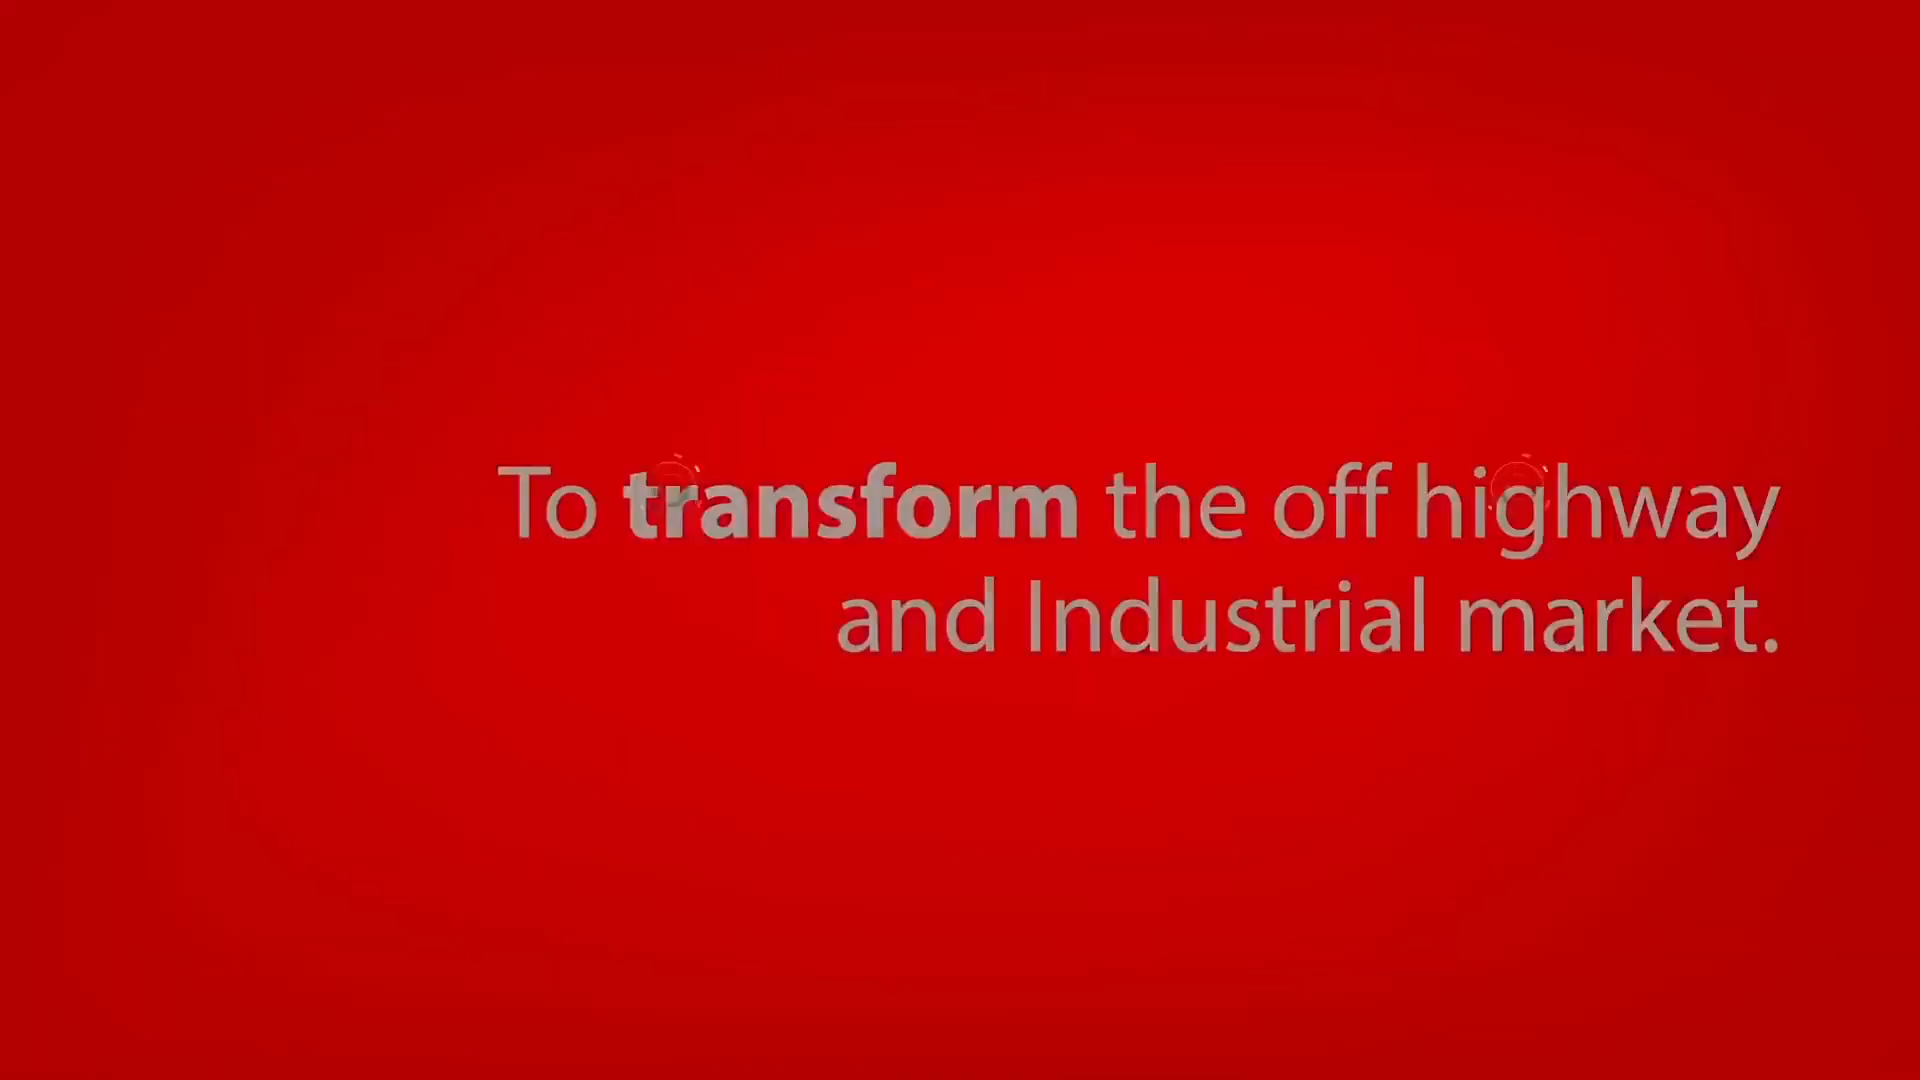 To transform the off highway
and Industrial market.